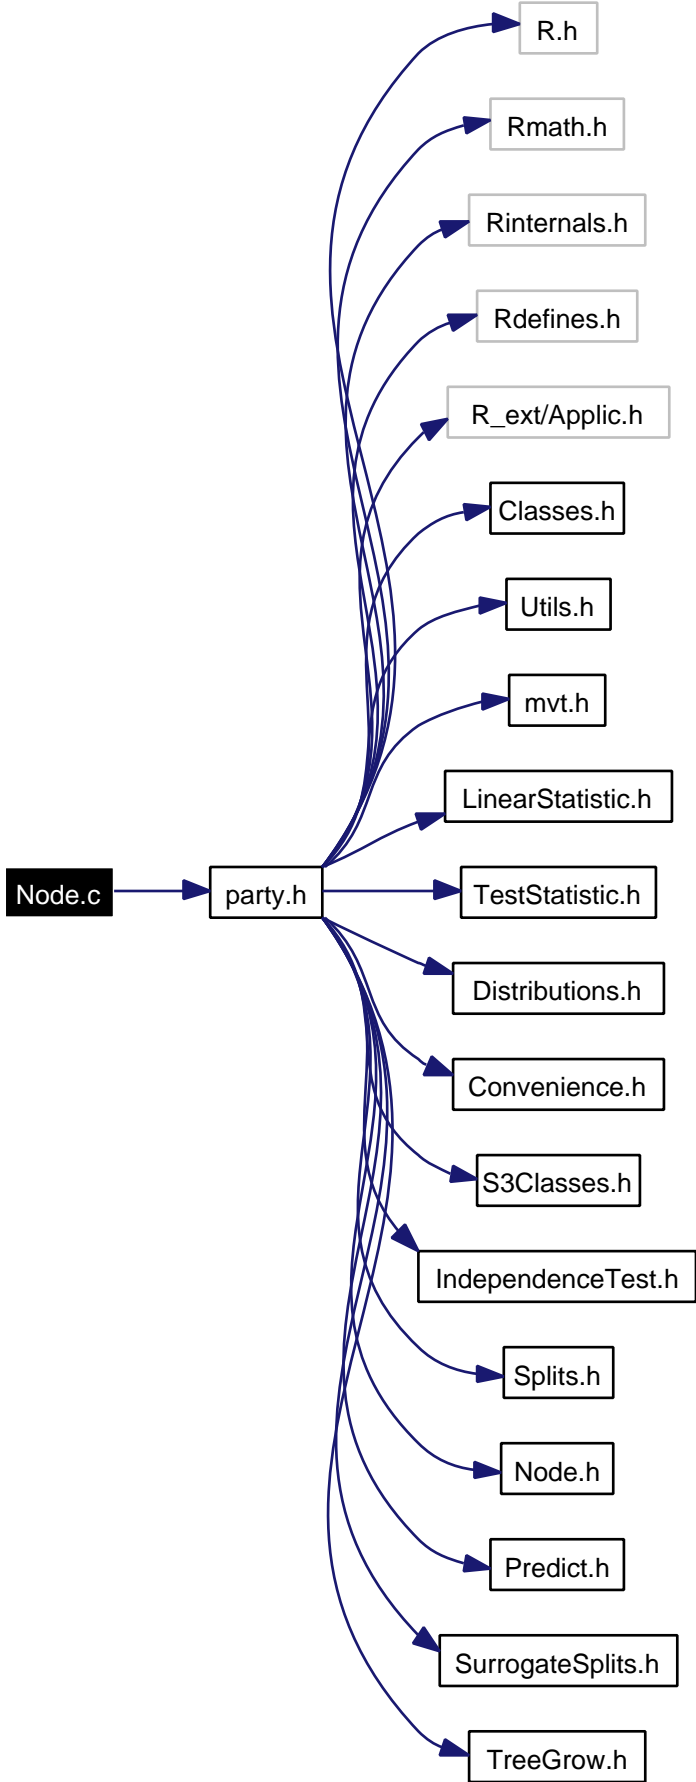 R.h
Rmath.h
Rinternals.h
Rdefines.h
R_ext/Applic.h
Classes.h
Utils.h
mvt.h
LinearStatistic.h
Node.c
party.h
TestStatistic.h
Distributions.h
Convenience.h
S3Classes.h
IndependenceTest.h
Splits.h
Node.h
Predict.h
SurrogateSplits.h
TreeGrow.h